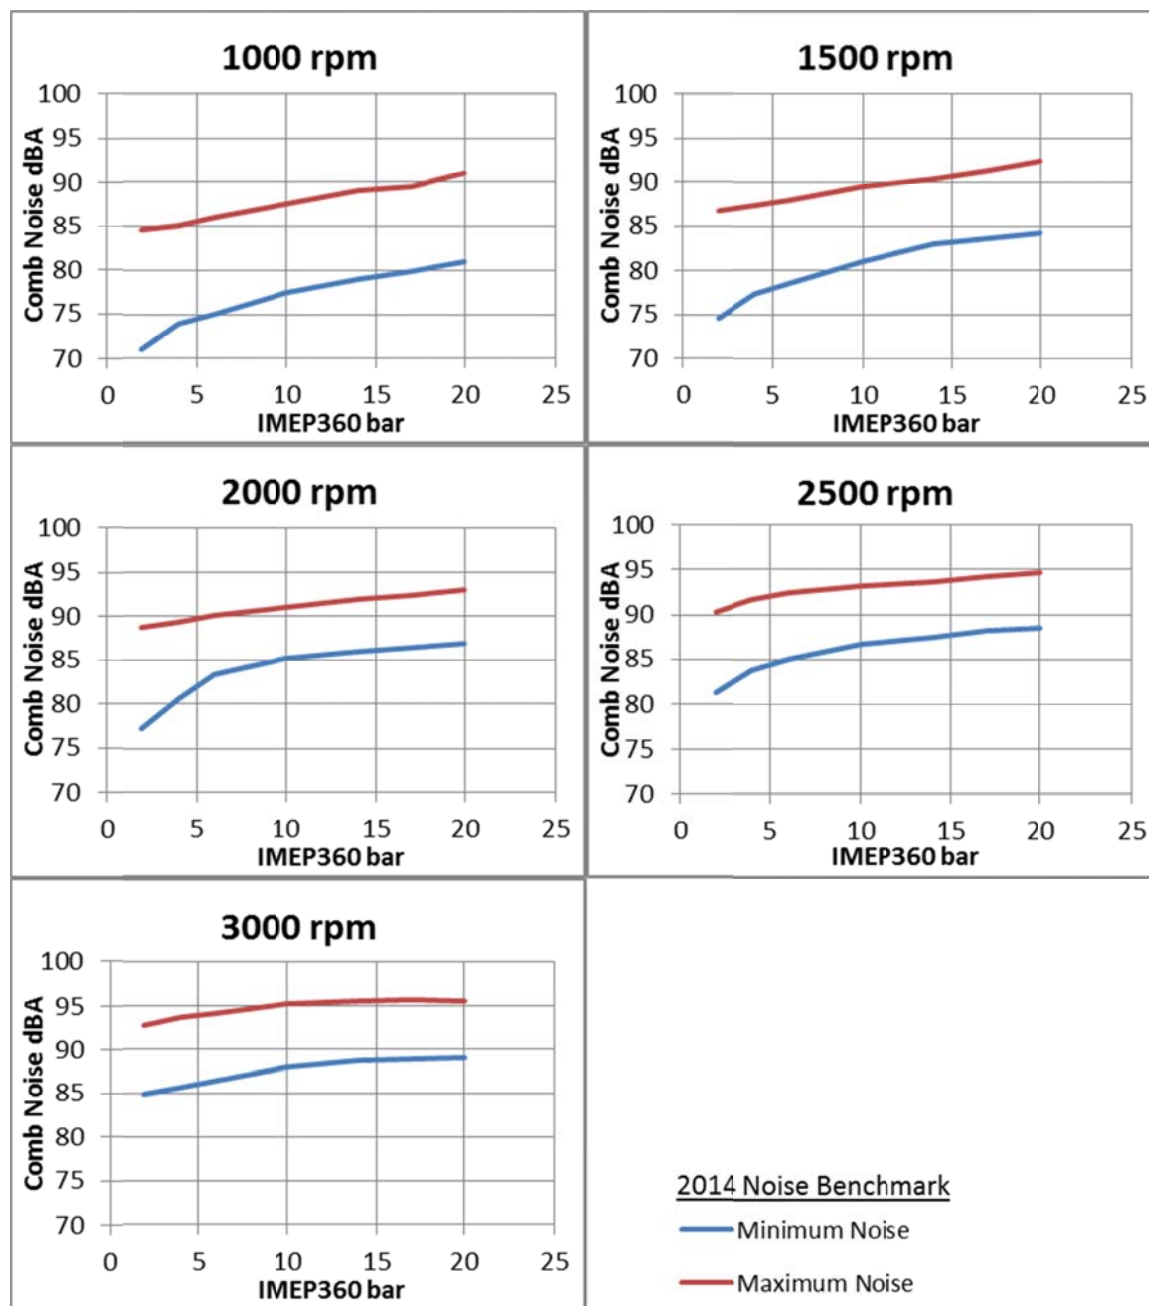 1000 rpm
Comb Noise dBA
100
95
90
85
80
75
70
0 5 10 15 20 25
IMEP360 bar
1500 rpm
Comb Noise dBA
100
95
90
85
80
75
70
0 5 10 15 20 25
IMEP360 bar
2000 rpm
Comb Noise dBA
100
95
90
85
80
75
70
0 5 10 15 20 25
IMEP360 bar
2500 rpm
Comb Noise dBA
100
95
90
85
80
75
70
0 5 10 15 20 25
IMEP360 bar
3000 rpm
Comb Noise dBA
100
95
90
85
80
75
70
0 5 10 15 20 25
IMEP360 bar
2014 Noise Benchmark
Minimum Noise
Maximum Noise